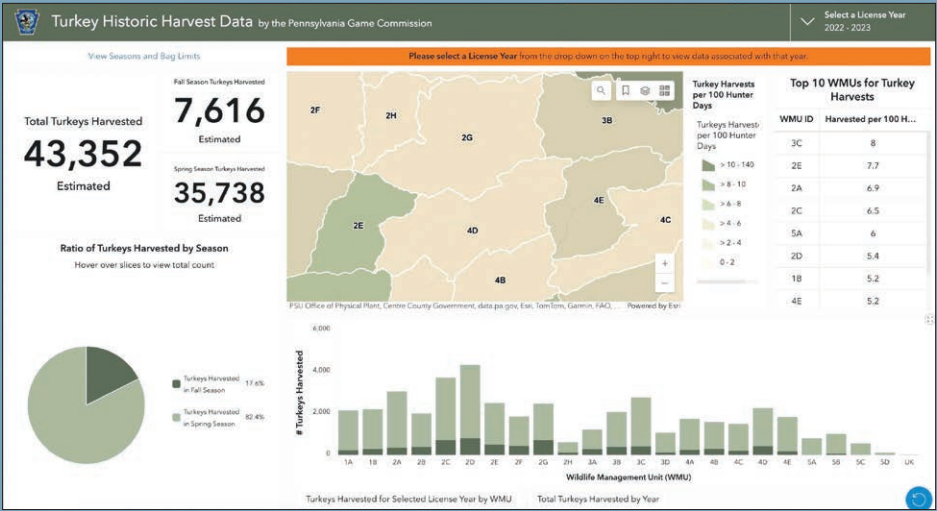 Turkey Historic Harvest Data by the Pennsylvania Game Commission
Select a License Year
2022 - 2023
View Seasons and Bag Limits
Please select a License Year from the drop down on the top right to view data associated with that year.
Total Turkeys Harvested
43,352
Estimated
Fall Season Turkeys Harvested
7,616
Estimated
Spring Season Turkeys Harvested
35,738
Estimated
Ratio of Turkeys Harvested by Season
Hover over slices to view total count
Turkeys Harvested
in Fall Season
17.6%
Turkeys Harvested
in Spring Season
82.4%
2F
2H
2G
3B
2E
4D
4E
4C
4B
+
−
PSU Office of Physical Plant, Centre County Government, data.pa.gov, Esri, TomTom, Garmin, FAO, ... Powered by Esri
Turkey Harvests
per 100 Hunter
Days
Turkeys Harvest
per 100 Hunter
Days
> 10 - 140
> 8 - 10
> 6 - 8
> 4 - 6
> 2 - 4
0 - 2
Top 10 WMUs for Turkey
Harvests
WMU ID Harvested per 100 H...
3C 8
2E 7.7
2A 6.9
2C 6.5
5A 6
2D 5.4
1B 5.2
4E 5.2
# Turkeys Harvested
6,000
4,000
2,000
0
1A 1B 2A 2B 2C 2D 2E 2F 2G 2H 3A 3B 3C 3D 4A 4B 4C 4D 4E 5A 5B 5C 5D UK
Wildlife Management Unit (WMU)
Turkeys Harvested for Selected License Year by WMU Total Turkeys Harvested by Year